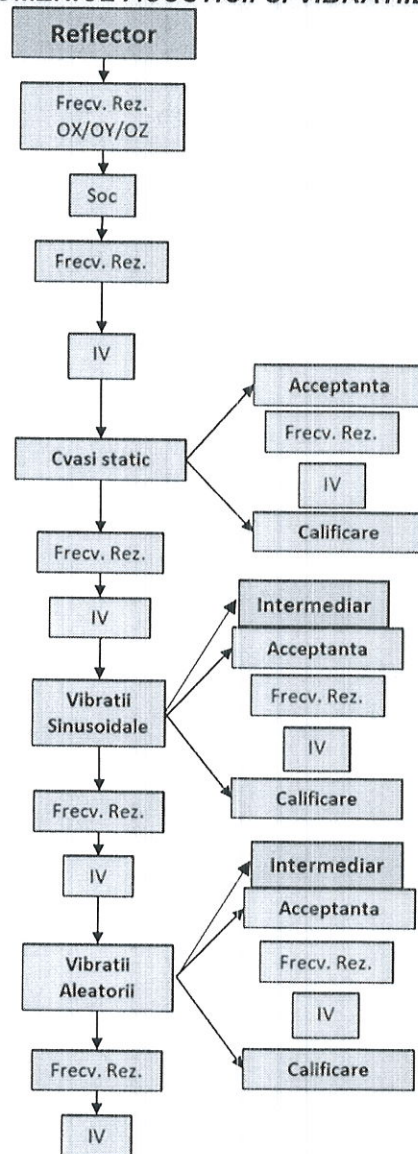 Reflector
Frecv. Rez.
OX/OY/OZ
Soc
Frecv. Rez.
IV
Cvasi static
Acceptanta
Frecv. Rez.
IV
Calificare
Frecv. Rez.
IV
Vibratii
Sinusoidale
Intermediar
Acceptanta
Frecv. Rez.
IV
Calificare
Frecv. Rez.
IV
Vibratii
Aleatorii
Intermediar
Acceptanta
Frecv. Rez.
IV
Calificare
Frecv. Rez.
IV